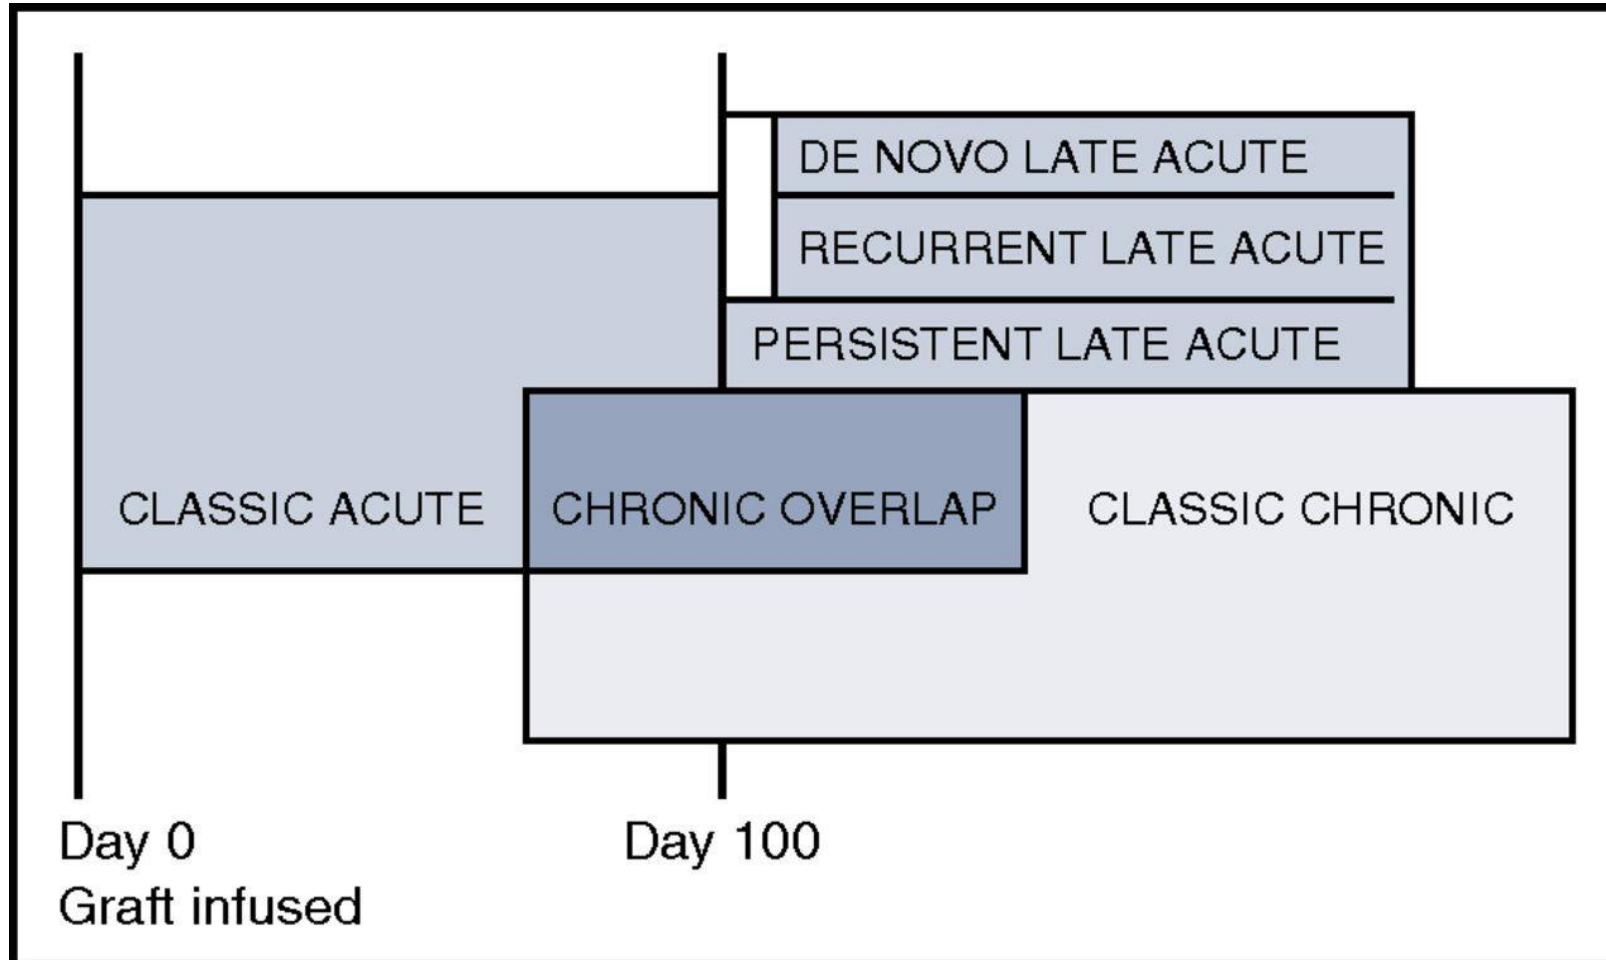 DE NOVO LATE ACUTE
RECURRENT LATE ACUTE
PERSISTENT LATE ACUTE
CLASSIC ACUTE
CHRONIC OVERLAP
CLASSIC CHRONIC
Day 0
Graft infused
Day 100